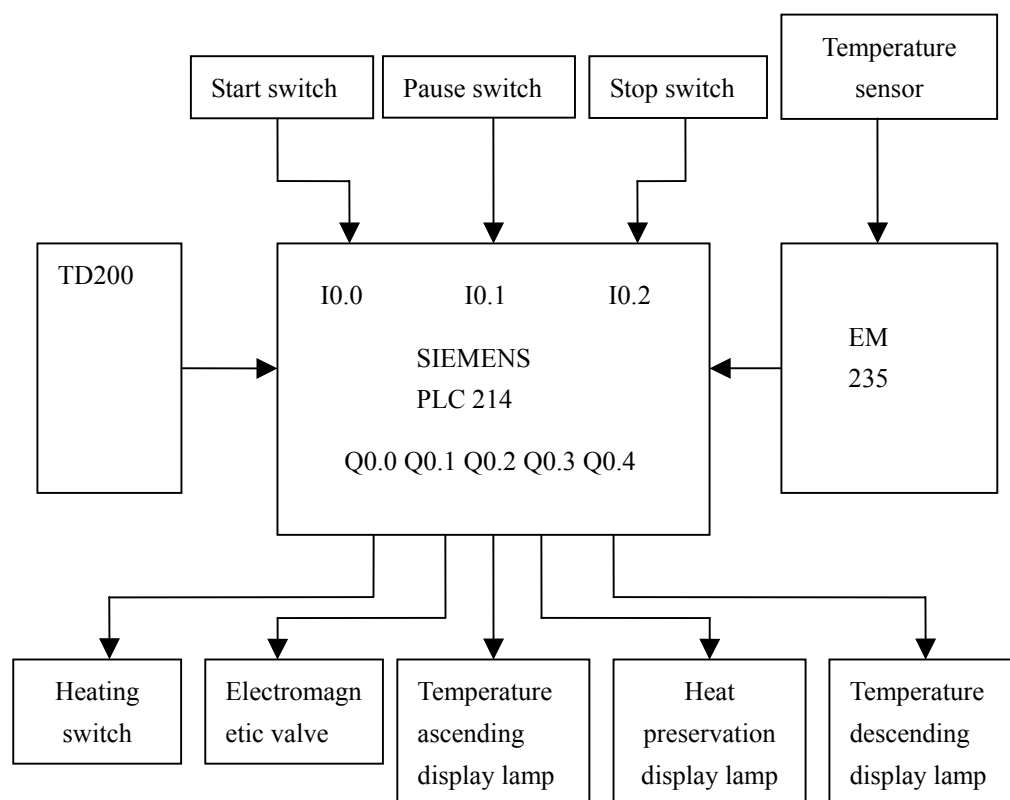 Start switch
Pause switch
Stop switch
Temperature
sensor
TD200
I0.0 I0.1 I0.2
SIEMENS
PLC 214
Q0.0 Q0.1 Q0.2 Q0.3 Q0.4
EM
235
Heating
switch
Electromagn
etic valve
Temperature
ascending
display lamp
Heat
preservation
display lamp
Temperature
descending
display lamp